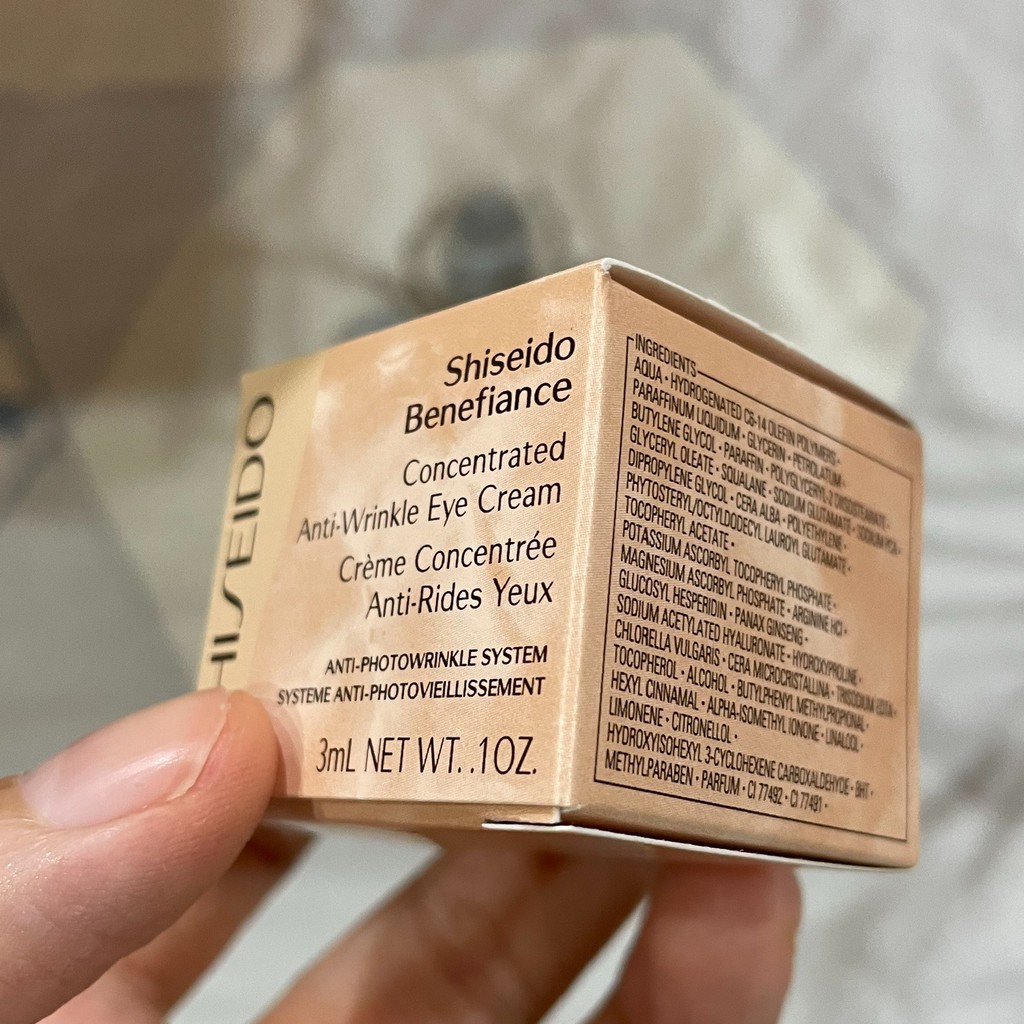 SHISEIDO
Shiseido
Benefiance
Concentrated
Anti-Wrinkle Eye Cream
Crème Concentrée
Anti-Rides Yeux
ANTI-PHOTOWRINKLE SYSTEM
SYSTEME ANTI-PHOTOVIEILLISSEMENT
3mL NET WT. .1OZ.
INGREDIENTS
AQUA・HYDROGENATED C6-14 OLEFIN POLYMERS・
PARAFFINUM LIQUIDUM・GLYCERIN・PETROLATUM・
BUTYLENE GLYCOL・PARAFFIN・POLYGLYCERYL-2 DIISOSTEARATE・
GLYCERYL OLEATE・SQUALANE・SODIUM GLUTAMATE・SODIUM PCA・
DIPROPYLENE GLYCOL・CERA ALBA・POLYETHYLENE・
PHYTOSTERYL/OCTYLDODECYL LAUROYL GLUTAMATE・
TOCOPHERYL ACETATE・
POTASSIUM ASCORBYL TOCOPHERYL PHOSPHATE・
MAGNESIUM ASCORBYL PHOSPHATE・ARGININE HCl・
GLUCOSYL HESPERIDIN・PANAX GINSENG・
SODIUM ACETYLATED HYALURONATE・HYDROXYPROLINE・
CHLORELLA VULGARIS・CERA MICROCRISTALLINA・TRISODIUM EDTA・
TOCOPHEROL・ALCOHOL・BUTYLPHENYL METHYLPROPIONAL・
HEXYL CINNAMAL・ALPHA-ISOMETHYL IONONE・LINALOOL・
LIMONENE・CITRONELLOL・
HYDROXYISOHEXYL 3-CYCLOHEXENE CARBOXALDEHYDE・BHT・
METHYLPARABEN・PARFUM・CI 77492・CI 77491・